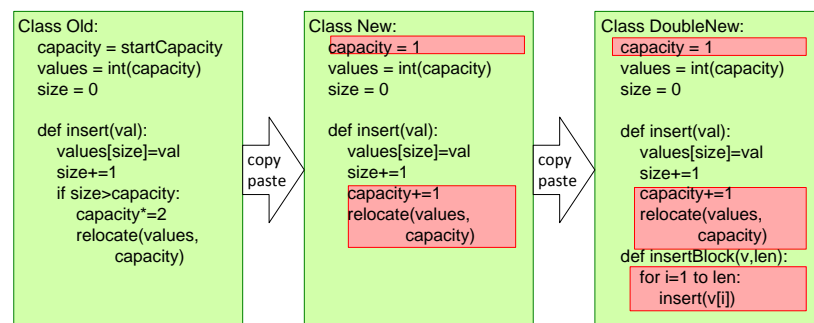 Class Old:
capacity = startCapacity
values = int(capacity)
size = 0
def insert(val):
values[size]=val
size+=1
if size>capacity:
capacity*=2
relocate(values,
capacity)
copy
paste
Class New:
capacity = 1
values = int(capacity)
size = 0
def insert(val):
values[size]=val
size+=1
capacity+=1
relocate(values,
capacity)
copy
paste
Class DoubleNew:
capacity = 1
values = int(capacity)
size = 0
def insert(val):
values[size]=val
size+=1
capacity+=1
relocate(values,
capacity)
def insertBlock(v,len):
for i=1 to len:
insert(v[i])